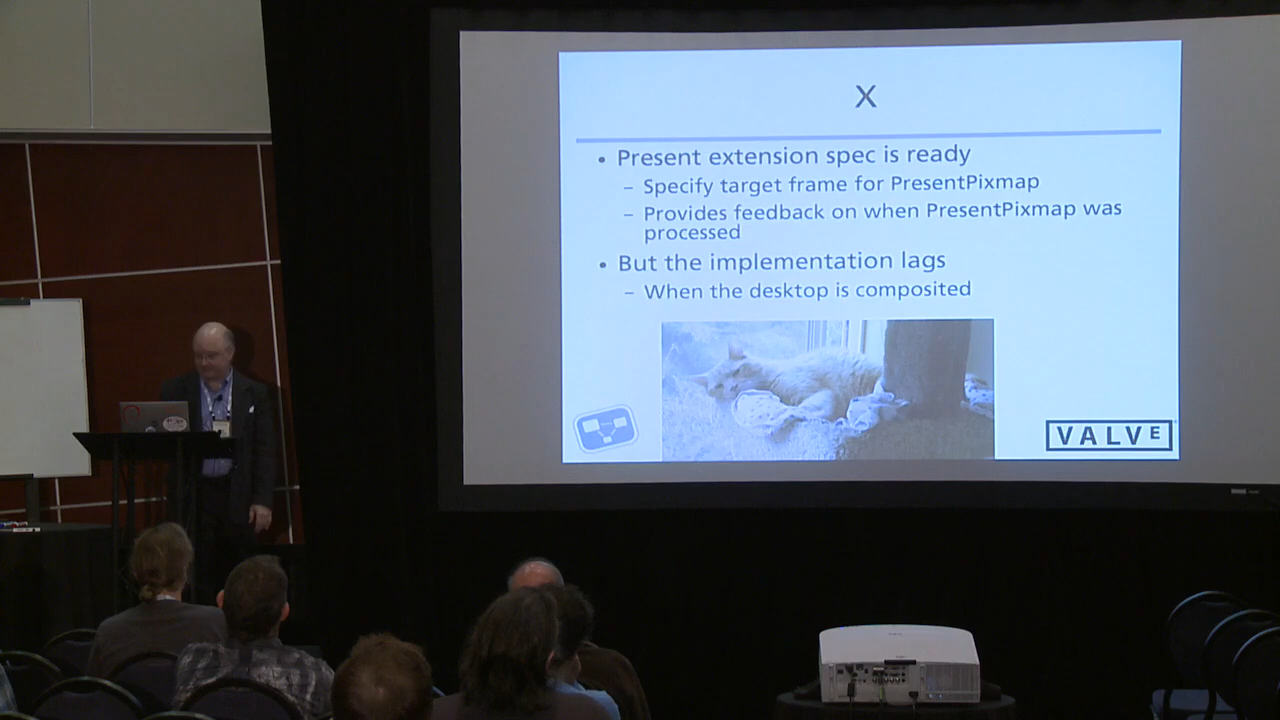 X
• Present extension spec is ready
– Specify target frame for PresentPixmap
– Provides feedback on when PresentPixmap was
processed
• But the implementation lags
– When the desktop is composited
VALVE